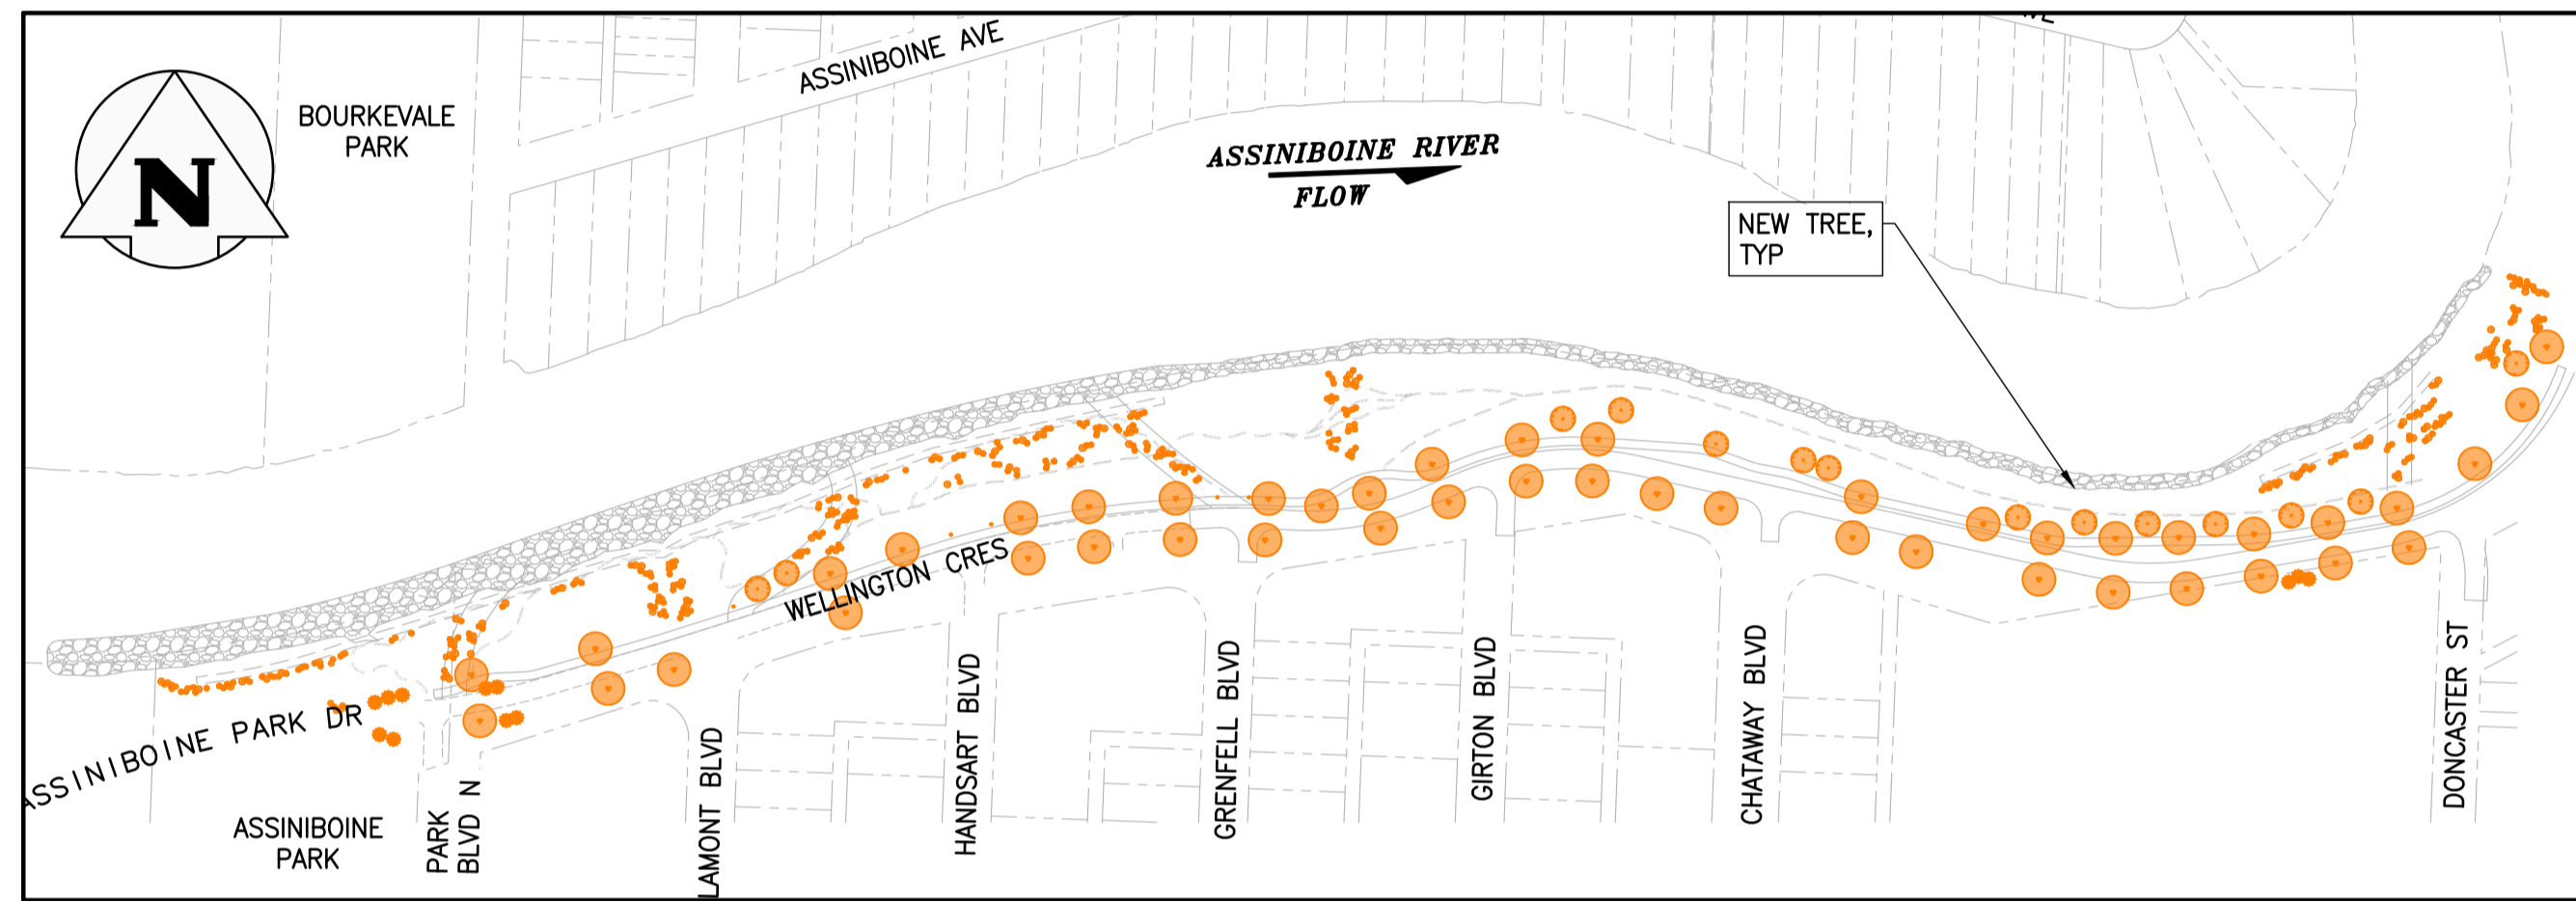 ASSINIBOINE AVE
BOURKEVALE
PARK
N
ASSINIBOINE RIVER
FLOW
NEW TREE,
TYP
WELLINGTON CRES
ASSINIBOINE PARK DR
ASSINIBOINE
PARK
PARK
BLVD N
LAMONT BLVD
HANDSART BLVD
GRENFELL BLVD
GIRTON BLVD
CHATAWAY BLVD
DONCASTER ST